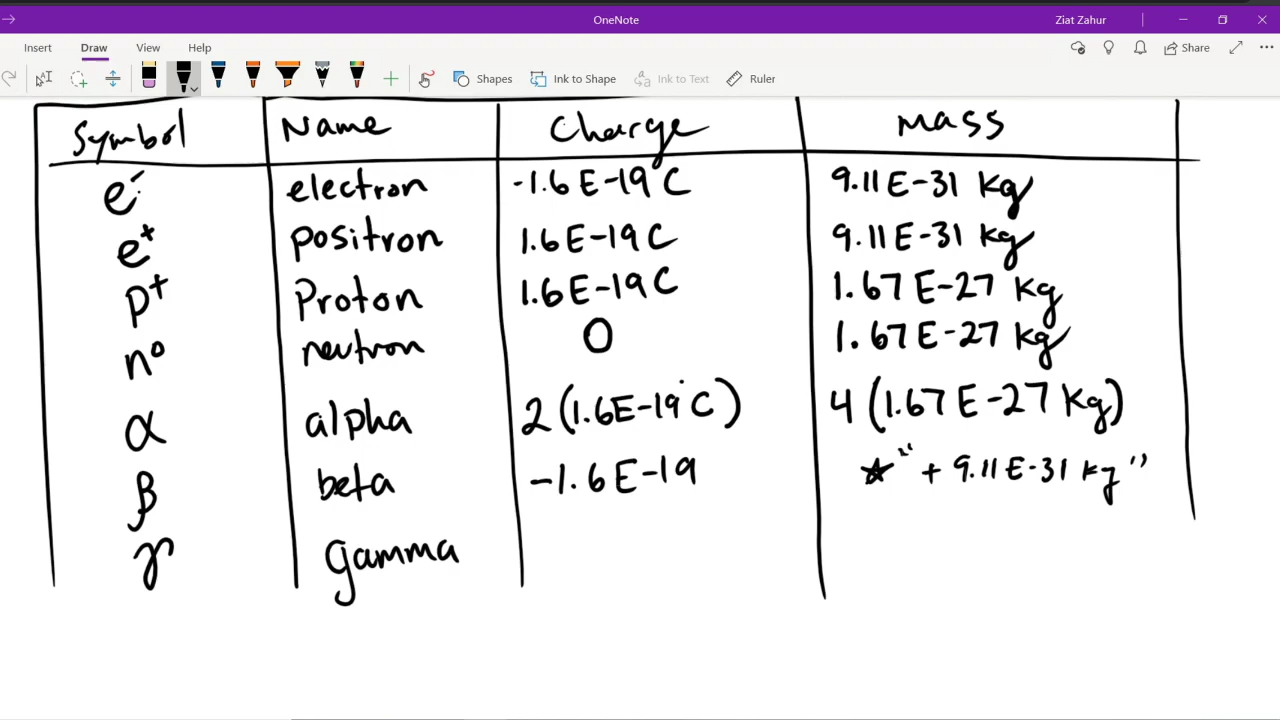 OneNote
Ziat Zahur
Insert Draw View Help
Share
Shapes Ink to Shape Ink to Text Ruler
Symbol Name Charge Mass
e⁻ electron -1.6 E-19 C 9.11 E-31 kg
e⁺ positron 1.6 E-19 C 9.11 E-31 kg
p⁺ Proton 1.6 E-19 C 1.67 E-27 kg
n⁰ neutron 0 1.67 E-27 kg
α alpha 2 (1.6E-19 C) 4 (1.67 E-27 Kg)
β beta -1.6 E-19 ★ "+ 9.11 E-31 kg"
γ gamma